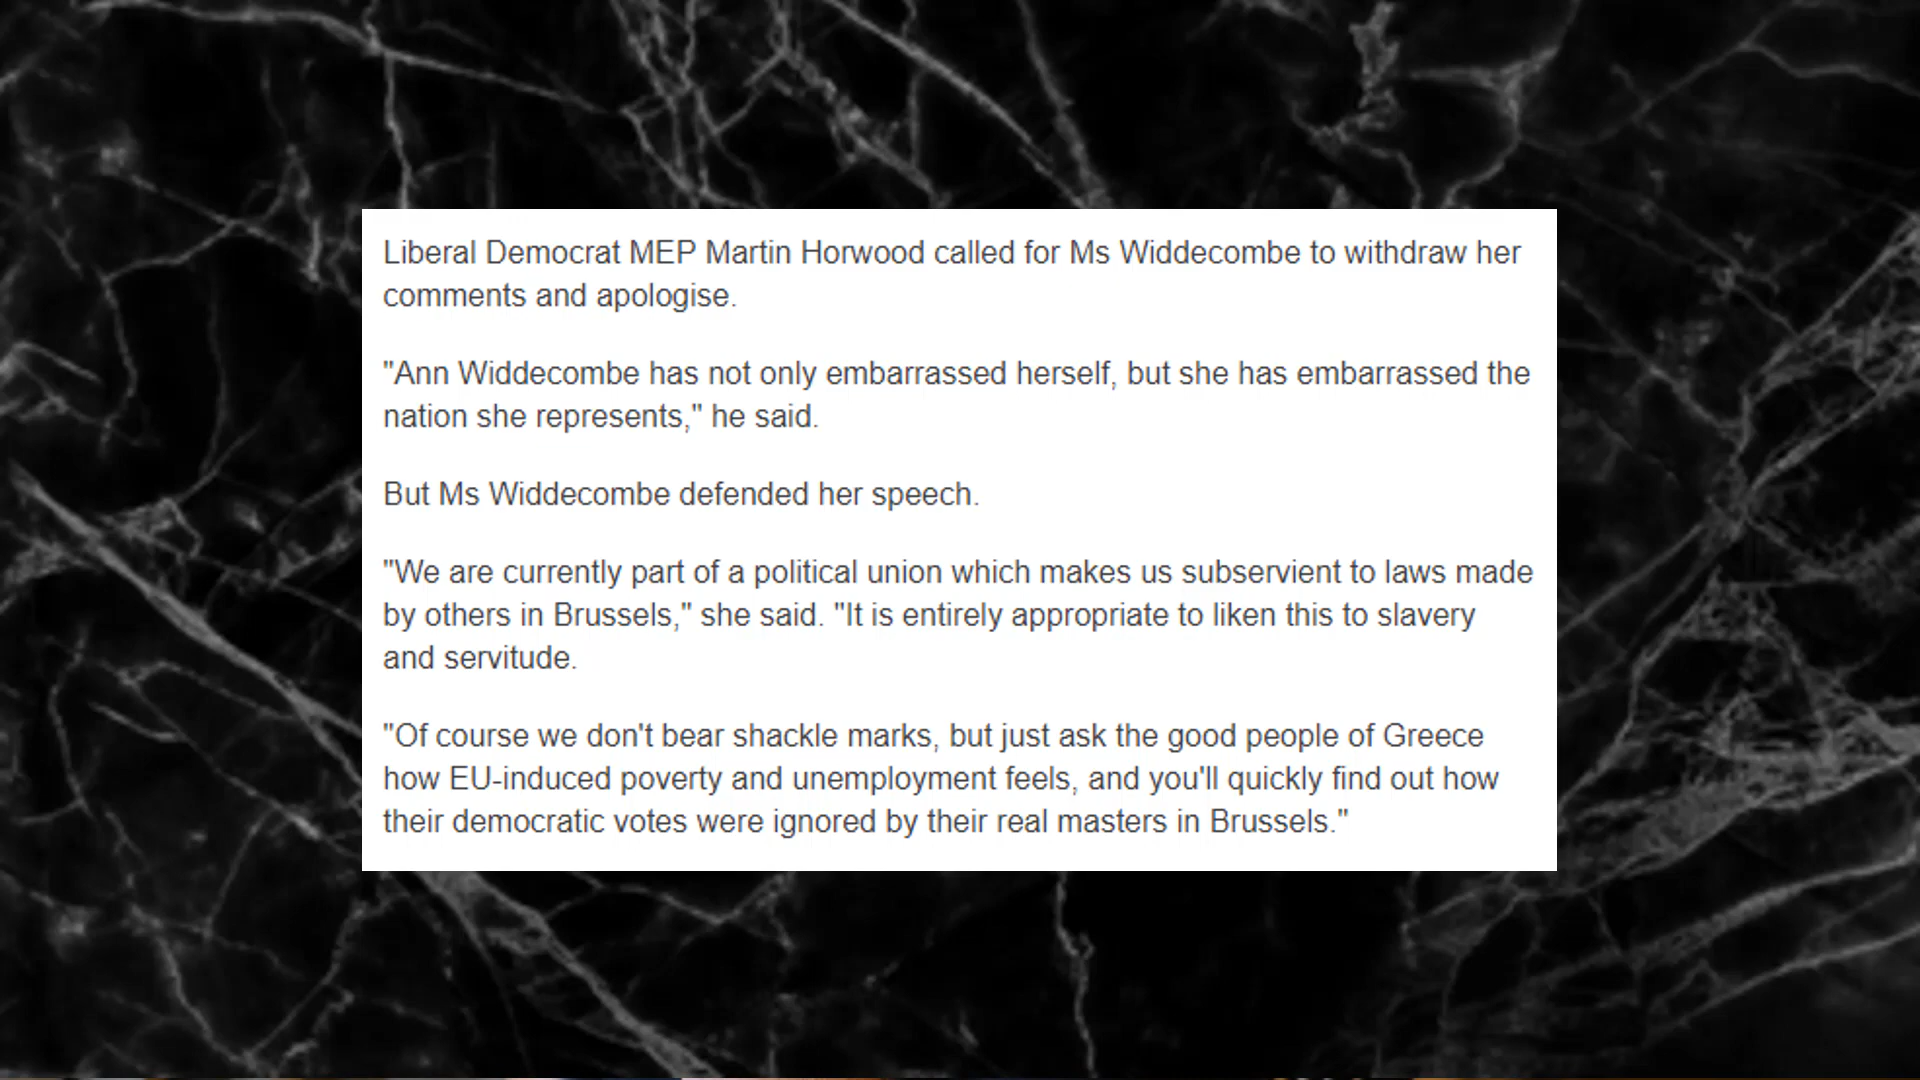 Liberal Democrat MEP Martin Horwood called for Ms Widdecombe to withdraw her
comments and apologise.
"Ann Widdecombe has not only embarrassed herself, but she has embarrassed the
nation she represents," he said.
But Ms Widdecombe defended her speech.
"We are currently part of a political union which makes us subservient to laws made
by others in Brussels," she said. "It is entirely appropriate to liken this to slavery
and servitude.
"Of course we don't bear shackle marks, but just ask the good people of Greece
how EU-induced poverty and unemployment feels, and you'll quickly find out how
their democratic votes were ignored by their real masters in Brussels."